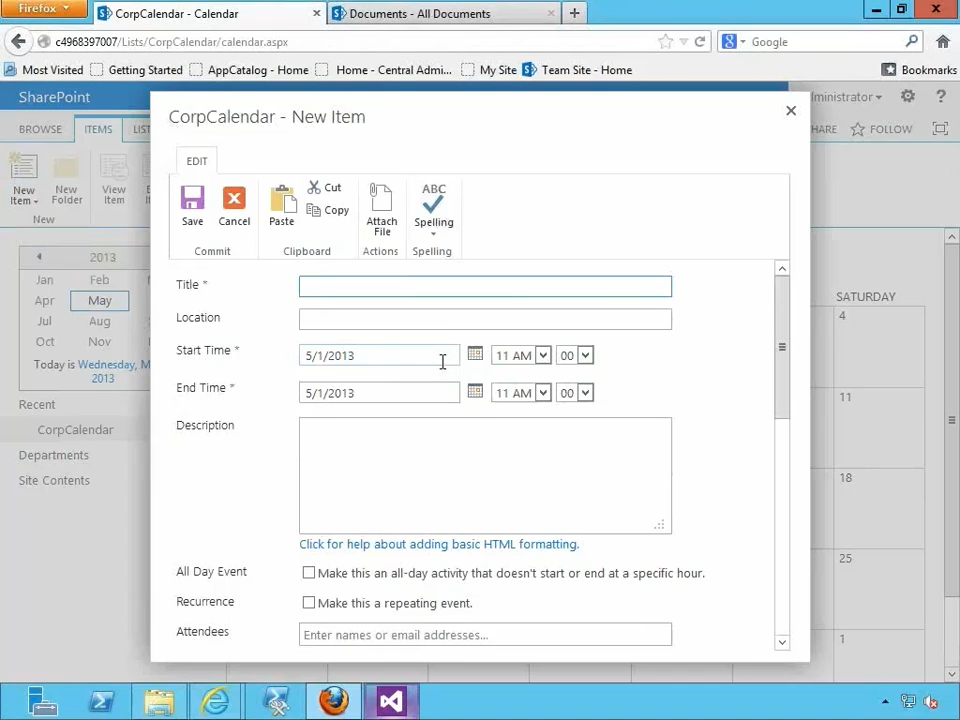 Firefox
CorpCalendar - Calendar
Documents - All Documents
c4968397007/Lists/CorpCalendar/calendar.aspx
Google
Most Visited
Getting Started
AppCatalog - Home
Home - Central Admi...
My Site
Team Site - Home
Bookmarks
SharePoint
CorpCalendar - New Item
BROWSE
ITEMS
EDIT
FOLLOW
New Item
New Folder
View Item
New
Save
Cancel
Paste
Cut
Copy
Attach File
ABC
Spelling
Commit
Clipboard
Actions
Spelling
2013
Jan
Feb
Apr
May
Jul
Aug
Oct
Nov
Today is Wednesday, M
2013
Recent
CorpCalendar
Departments
Site Contents
Title *
Location
Start Time *
5/1/2013
11 AM
00
End Time *
5/1/2013
11 AM
00
Description
Click for help about adding basic HTML formatting.
All Day Event
Make this an all-day activity that doesn't start or end at a specific hour.
Recurrence
Make this a repeating event.
Attendees
Enter names or email addresses...
SATURDAY
4
11
18
25
1